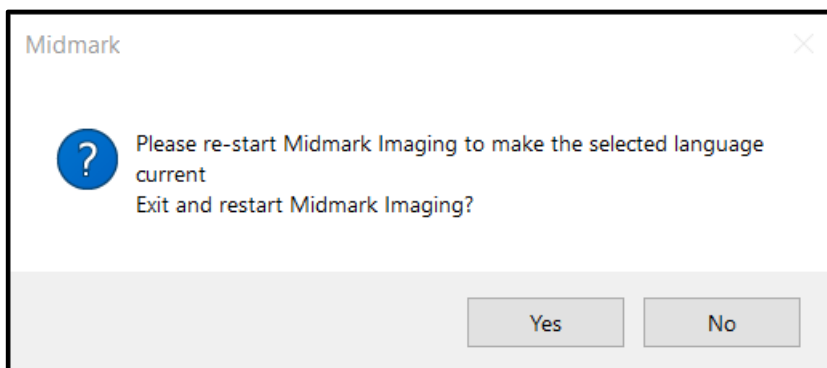 Midmark
Please re-start Midmark Imaging to make the selected language
current
Exit and restart Midmark Imaging?
Yes No